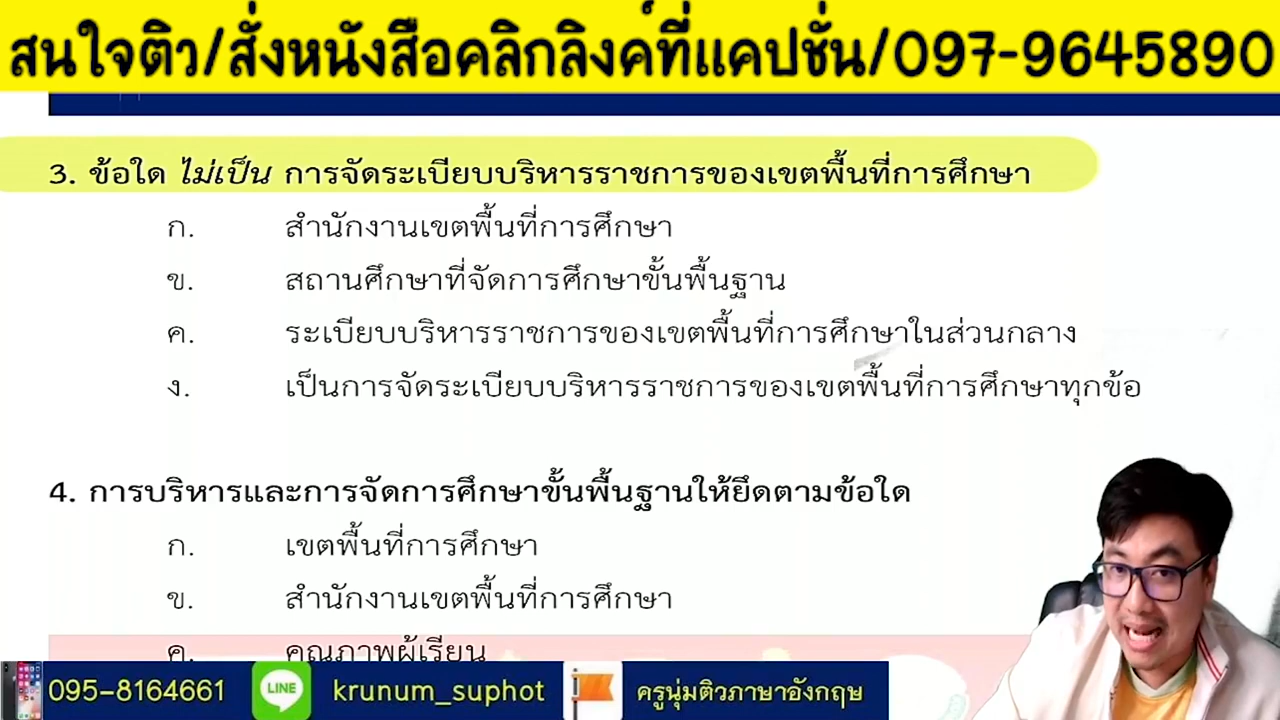 สนใจติว/สั่งหนังสือคลิกลิงค์ที่แคปชั่น/097-9645890
3. ข้อใด ไม่เป็น การจัดระเบียบบริหารราชการของเขตพื้นที่การศึกษา
ก. สำนักงานเขตพื้นที่การศึกษา
ข. สถานศึกษาที่จัดการศึกษาขั้นพื้นฐาน
ค. ระเบียบบริหารราชการของเขตพื้นที่การศึกษาในส่วนกลาง
ง. เป็นการจัดระเบียบบริหารราชการของเขตพื้นที่การศึกษาทุกข้อ
4. การบริหารและการจัดการศึกษาขั้นพื้นฐานให้ยึดตามข้อใด
ก. เขตพื้นที่การศึกษา
ข. สำนักงานเขตพื้นที่การศึกษา
ค. คุณภาพผู้เรียน
095-8164661 LINE krunum_suphot ครูนุ่มติวภาษาอังกฤษ